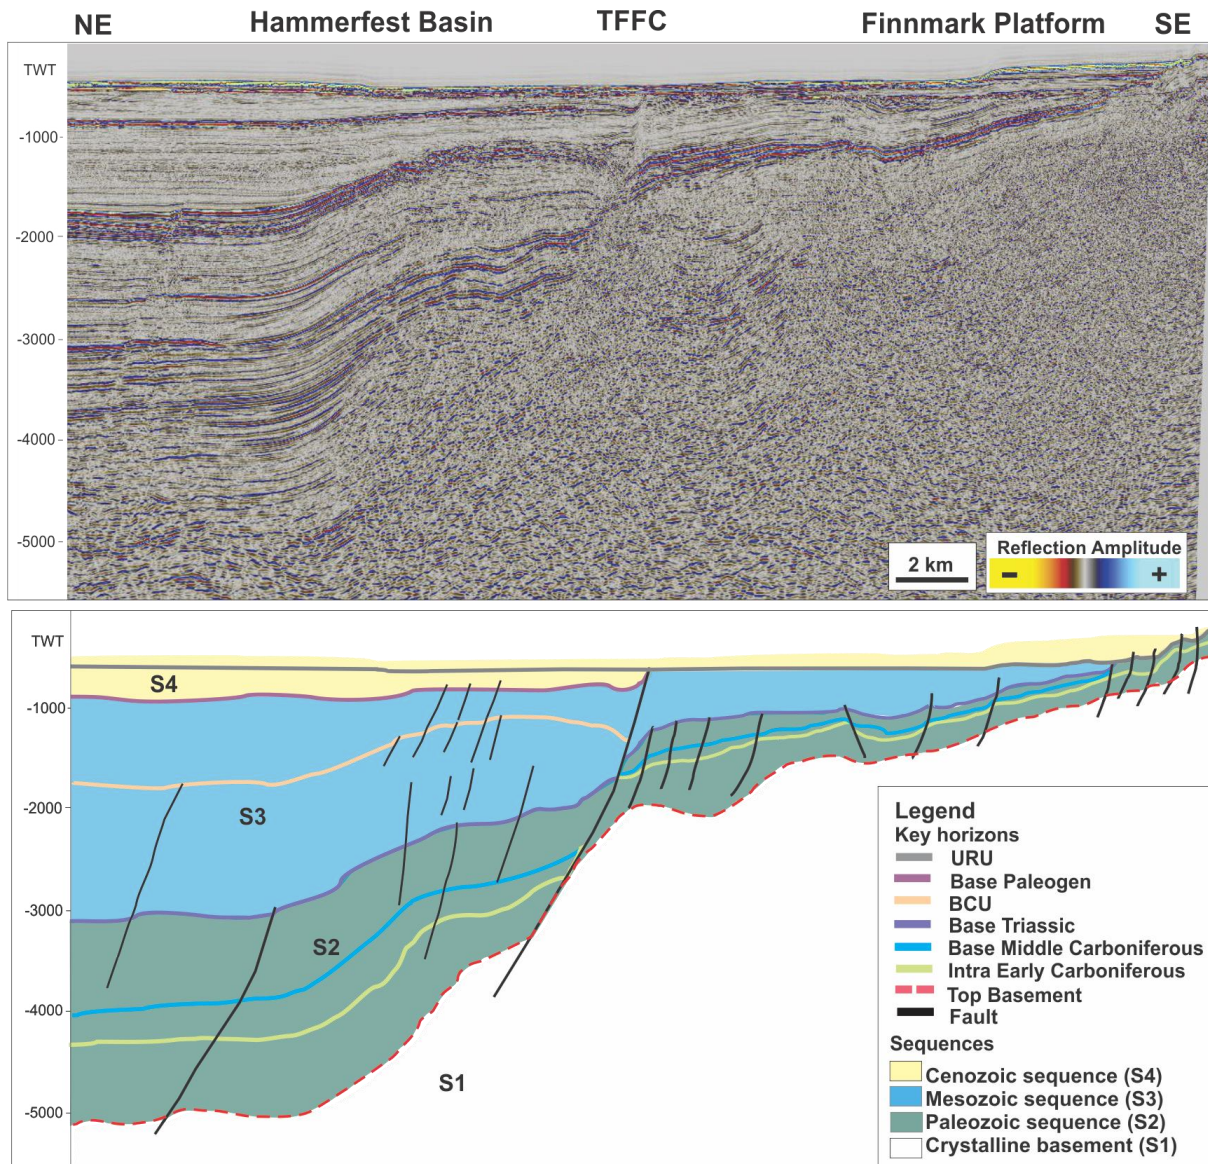 NE Hammerfest Basin TFFC Finnmark Platform SE
TWT
-1000
-2000
-3000
-4000
-5000
2 km
Reflection Amplitude
- +
TWT
S4
-1000
S3
-2000
-3000
S2
-4000
S1
-5000
Legend
Key horizons
URU
Base Paleogen
BCU
Base Triassic
Base Middle Carboniferous
Intra Early Carboniferous
Top Basement
Fault
Sequences
Cenozoic sequence (S4)
Mesozoic sequence (S3)
Paleozoic sequence (S2)
Crystalline basement (S1)